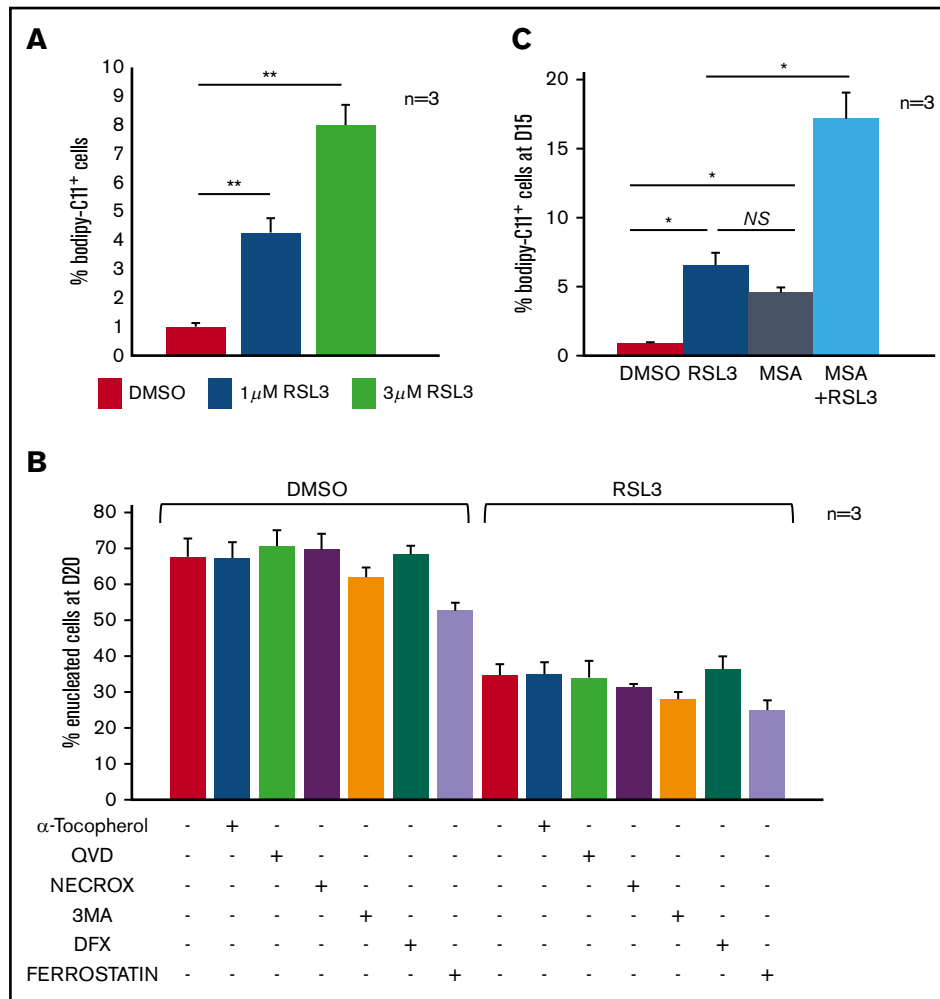 A
% bodipy-C11+ cells
10
9
8
7
6
5
4
3
2
1
0
**
**
n=3
DMSO 1μM RSL3 3μM RSL3
C
% bodipy-C11+ cells at D15
20
15
10
5
0
*
*
*
NS
n=3
DMSO RSL3 MSA MSA
+RSL3
B
DMSO RSL3
n=3
% enucleated cells at D20
80
70
60
50
40
30
20
10
0
α-Tocopherol - + - - - - - - + - - - - -
QVD - - + - - - - - - + - - - -
NECROX - - - + - - - - - - + - - -
3MA - - - - + - - - - - - + - -
DFX - - - - - + - - - - - - + -
FERROSTATIN - - - - - - + - - - - - - +